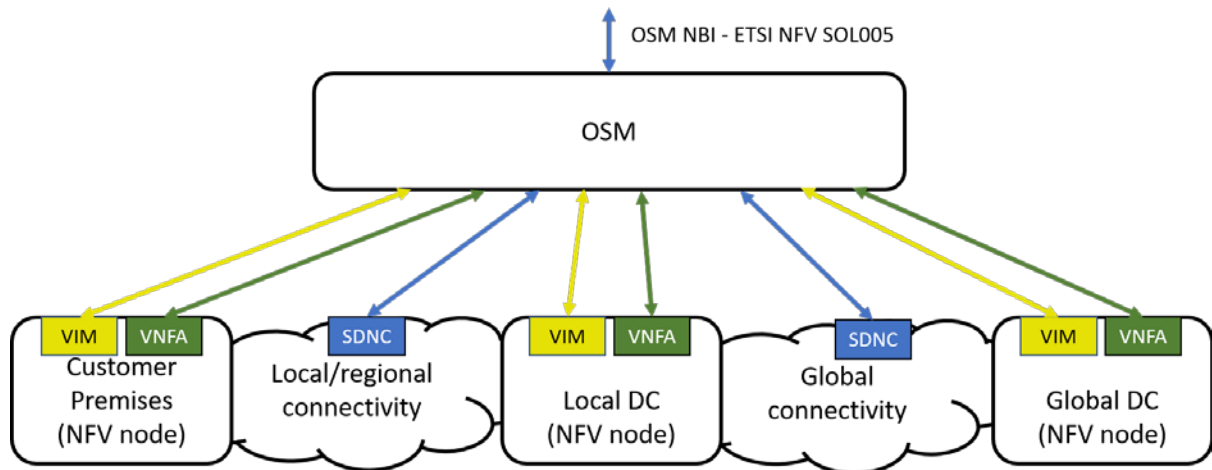 OSM NBI - ETSI NFV SOL005
OSM
VIM
VNFA
SDNC
VIM
VNFA
SDNC
VIM
VNFA
Customer
Premises
(NFV node)
Local/regional
connectivity
Local DC
(NFV node)
Global
connectivity
Global DC
(NFV node)